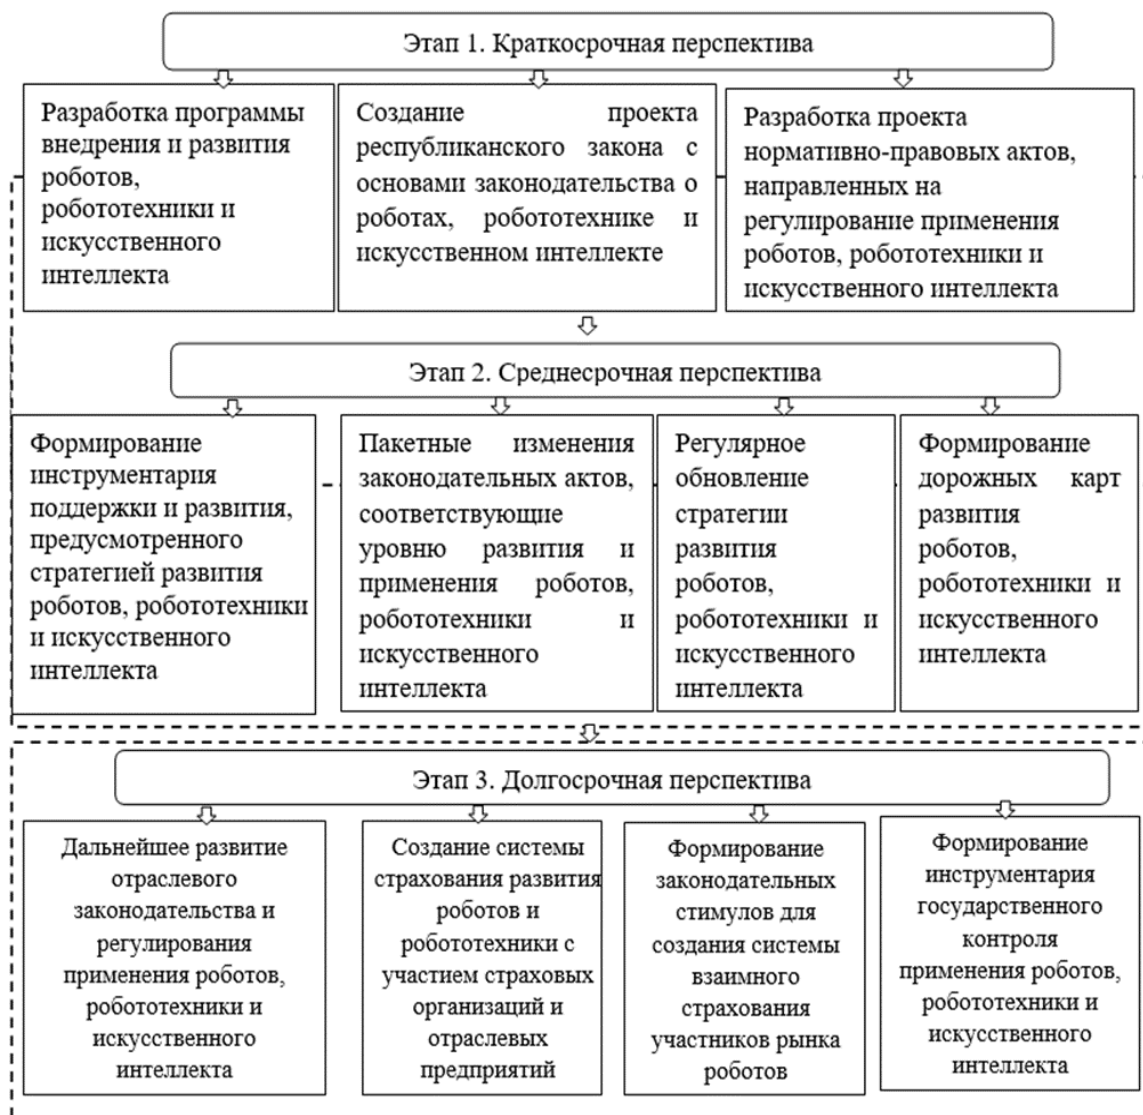 Этап 1. Краткосрочная перспектива
Разработка программы
внедрения и развития
роботов,
робототехники и
искусственного
интеллекта
Создание проекта
республиканского закона с
основами законодательства о
роботах, робототехнике и
искусственном интеллекте
Разработка проекта
нормативно-правовых актов,
направленных на
регулирование применения
роботов, робототехники и
искусственного интеллекта
Этап 2. Среднесрочная перспектива
Формирование
инструментария
поддержки и развития,
предусмотренного
стратегией развития
роботов, робототехники
и искусственного
интеллекта
Пакетные изменения
законодательных актов,
соответствующие
уровню развития и
применения роботов,
робототехники и
искусственного
интеллекта
Регулярное
обновление
стратегии
развития
роботов,
робототехники и
искусственного
интеллекта
Формирование
дорожных карт
развития
роботов,
робототехники и
искусственного
интеллекта
Этап 3. Долгосрочная перспектива
Дальнейшее развитие
отраслевого
законодательства и
регулирования
применения роботов,
робототехники и
искусственного
интеллекта
Создание системы
страхования развития
роботов и
робототехники с
участием страховых
организаций и
отраслевых
предприятий
Формирование
законодательных
стимулов для
создания системы
взаимного
страхования
участников рынка
роботов
Формирование
инструментария
государственного
контроля
применения роботов,
робототехники и
искусственного
интеллекта